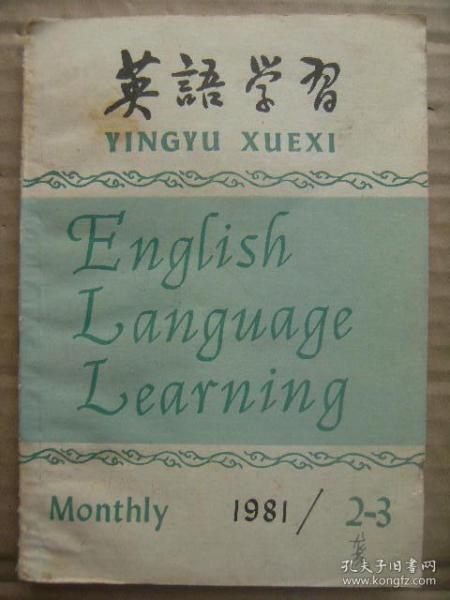 英語学習
YINGYU XUEXI
English
Language
Learning
Monthly 1981/2-3
孔夫子旧书网
www.kongfz.com